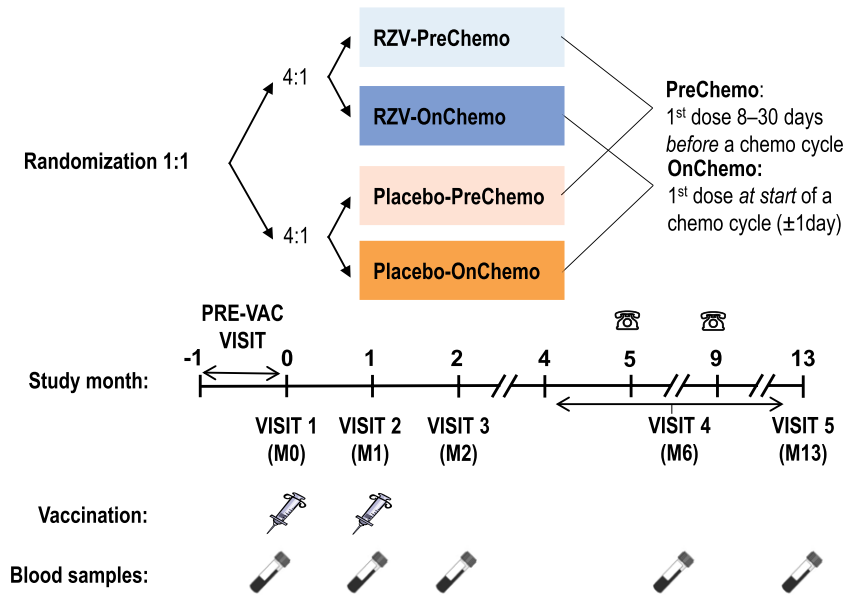 RZV-PreChemo
4:1
RZV-OnChemo
Randomization 1:1
Placebo-PreChemo
4:1
Placebo-OnChemo
PreChemo:
1st dose 8–30 days
before a chemo cycle
OnChemo:
1st dose at start of a
chemo cycle (±1day)
PRE-VAC
VISIT
Study month:
-1 0 1 2 4 5 9 13
VISIT 1 VISIT 2 VISIT 3 VISIT 4 VISIT 5
(M0) (M1) (M2) (M6) (M13)
Vaccination:
Blood samples: